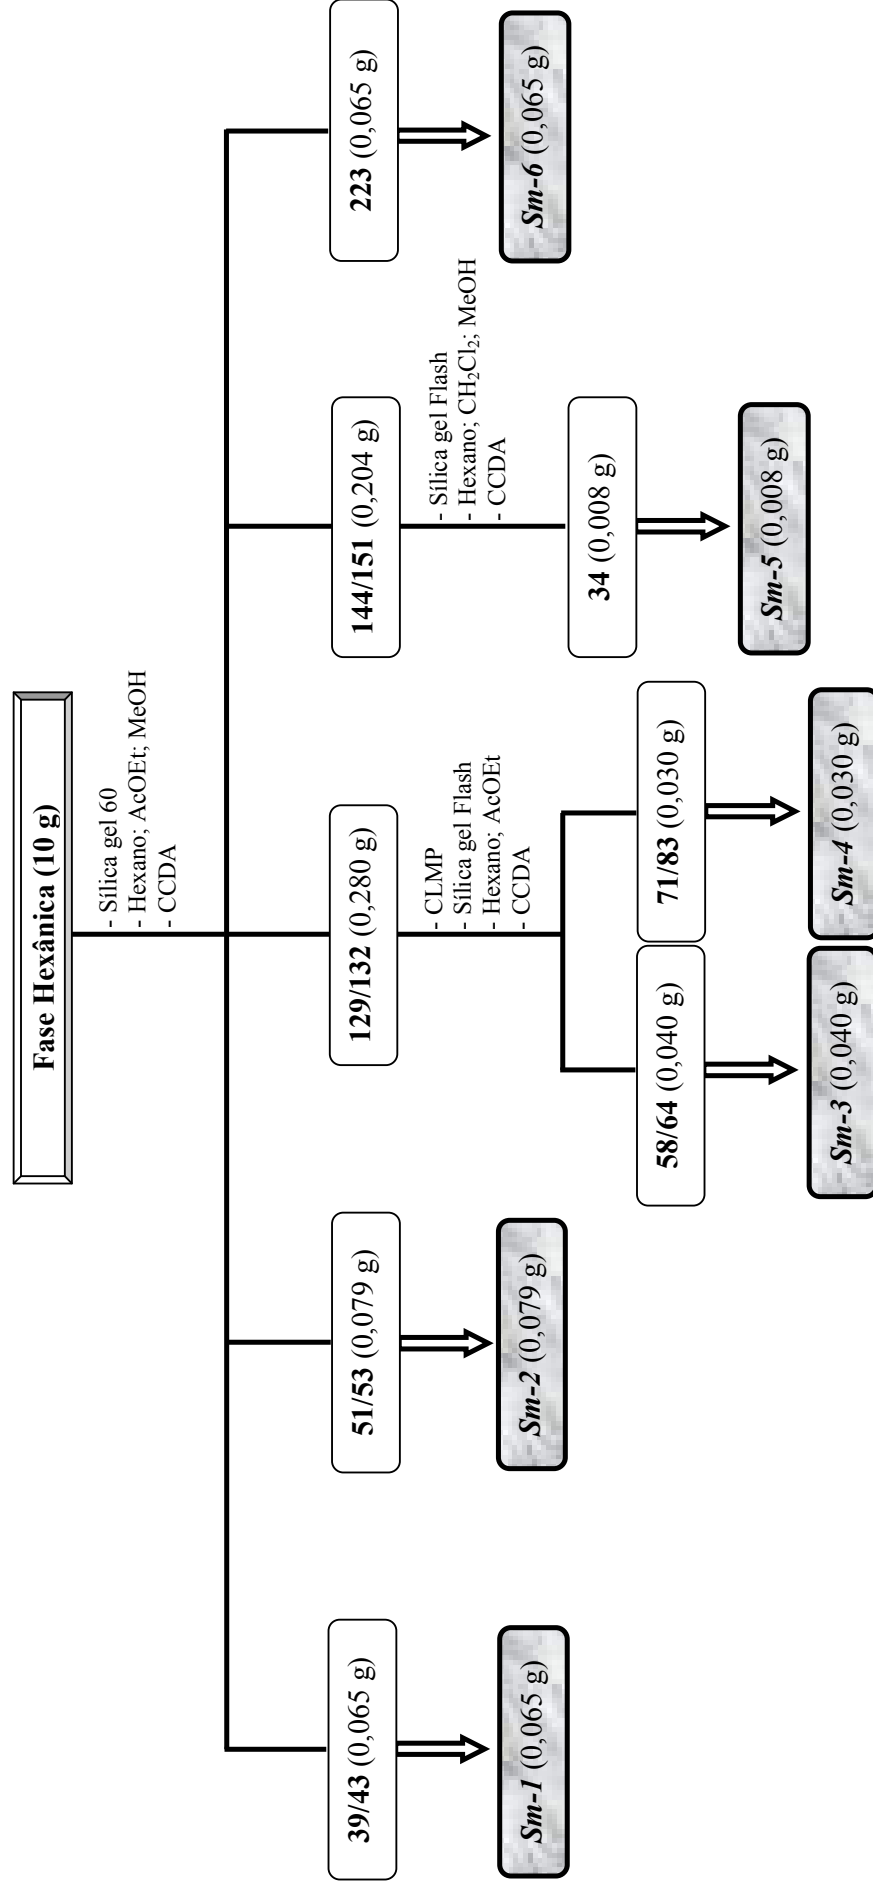 Fase Hexânica (10 g)
- Sílica gel 60
- Hexano; AcOEt; MeOH
- CCDA
39/43 (0,065 g)
51/53 (0,079 g)
129/132 (0,280 g)
144/151 (0,204 g)
223 (0,065 g)
- CLMP
- Sílica gel Flash
- Hexano; AcOEt
- CCDA
- Sílica gel Flash
- Hexano; CH₂Cl₂; MeOH
- CCDA
Sm-1 (0,065 g)
Sm-2 (0,079 g)
58/64 (0,040 g)
71/83 (0,030 g)
34 (0,008 g)
Sm-6 (0,065 g)
Sm-3 (0,040 g)
Sm-4 (0,030 g)
Sm-5 (0,008 g)